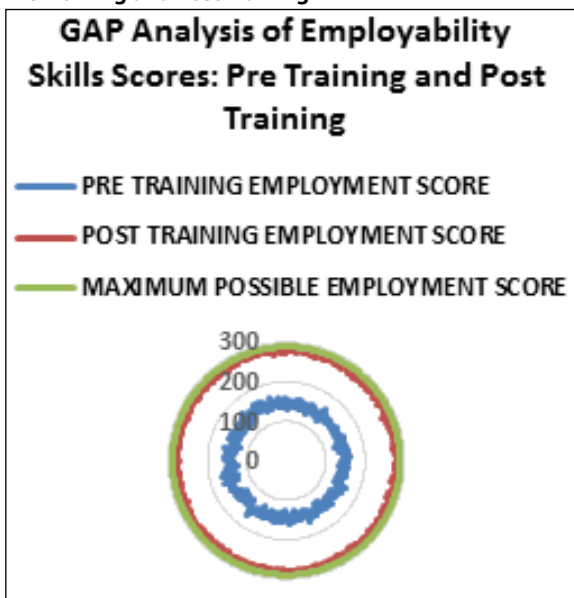 GAP Analysis of Employability
Skills Scores: Pre Training and Post
Training
PRE TRAINING EMPLOYMENT SCORE
POST TRAINING EMPLOYMENT SCORE
MAXIMUM POSSIBLE EMPLOYMENT SCORE
300
200
100
0